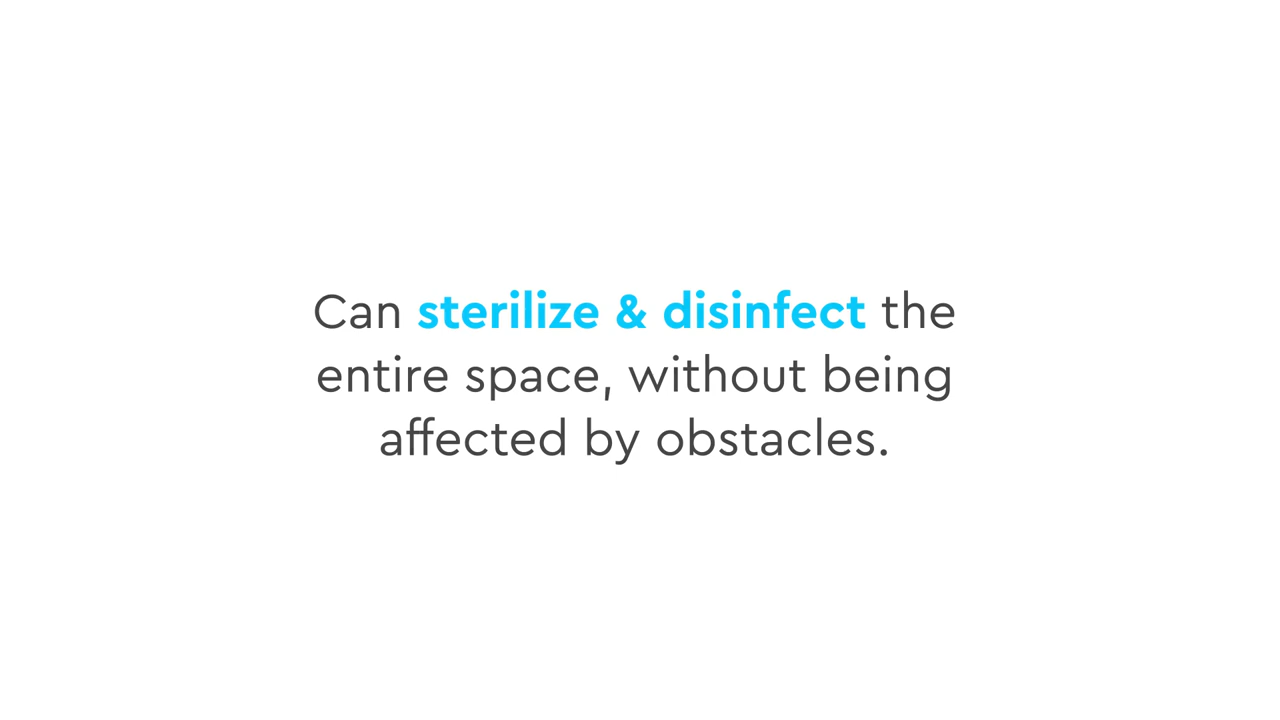 Can sterilize & disinfect the
entire space, without being
affected by obstacles.